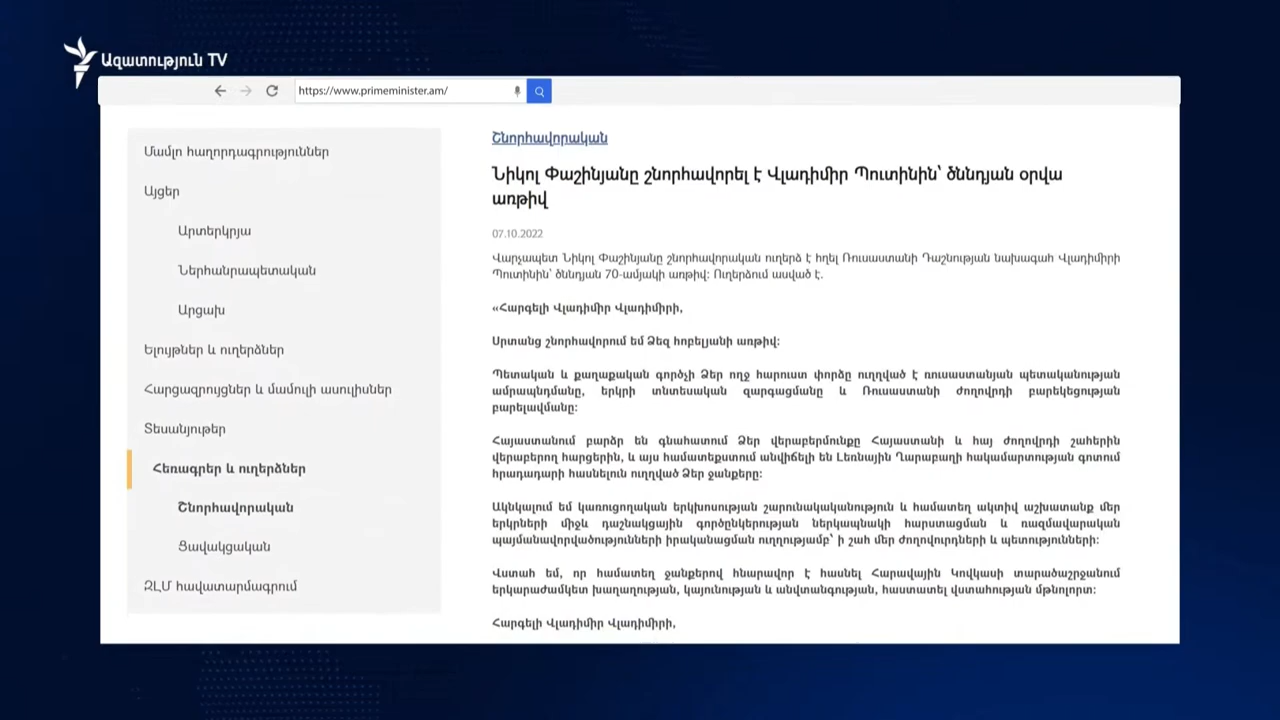 Ազատություն TV
https://www.primeminister.am/
Մամլո հաղորդագրություններ
Այցեր
Արտերկրյա
Ներհանրապետական
Արցախ
Ելույթներ և ուղերձներ
Հարցազրույցներ և մամուլի ասուլիսներ
Տեսանյութեր
Հեռագրեր և ուղերձներ
Շնորհավորական
Ցավակցական
ԶԼՄ հավատարմագրում
Շնորհավորական
Նիկոլ Փաշինյանը շնորհավորել է Վլադիմիր Պուտինին՝ ծննդյան օրվա
առթիվ
07.10.2022
Վարչապետ Նիկոլ Փաշինյանը շնորհավորական ուղերձ է հղել Ռուսաստանի Դաշնության նախագահ Վլադիմիրի
Պուտինին՝ ծննդյան 70-ամյակի առթիվ: Ուղերձում ասված է.
«Հարգելի Վլադիմիր Վլադիմիրի,
Սրտանց շնորհավորում եմ Ձեզ հոբելյանի առթիվ:
Պետական և քաղաքական գործչի Ձեր ողջ հարուստ փորձը ուղղված է ռուսաստանյան պետականության
ամրապնդմանը, երկրի տնտեսական զարգացմանը և Ռուսաստանի ժողովրդի բարեկեցության
բարելավմանը:
Հայաստանում բարձր են գնահատում Ձեր վերաբերմունքը Հայաստանի և հայ ժողովրդի շահերին
վերաբերող հարցերին, և այս համատեքստում անվիճելի են Լեռնային Ղարաբաղի հակամարտության գոտում
հրադադարի հասնելուն ուղղված Ձեր ջանքերը:
Ակնկալում եմ կառուցողական երկխոսության շարունակականություն և համատեղ ակտիվ աշխատանք մեր
երկրների միջև դաշնակցային գործընկերության ներկապնակի հարստացման և ռազմավարական
պայմանավորվածությունների իրականացման ուղղությամբ՝ ի շահ մեր ժողովուրդների և պետությունների:
Վստահ եմ, որ համատեղ ջանքերով հնարավոր է հասնել Հարավային Կովկասի տարածաշրջանում
երկարաժամկետ խաղաղության, կայունության և անվտանգության, հաստատել վստահության մթնոլորտ:
Հարգելի Վլադիմիր Վլադիմիրի,